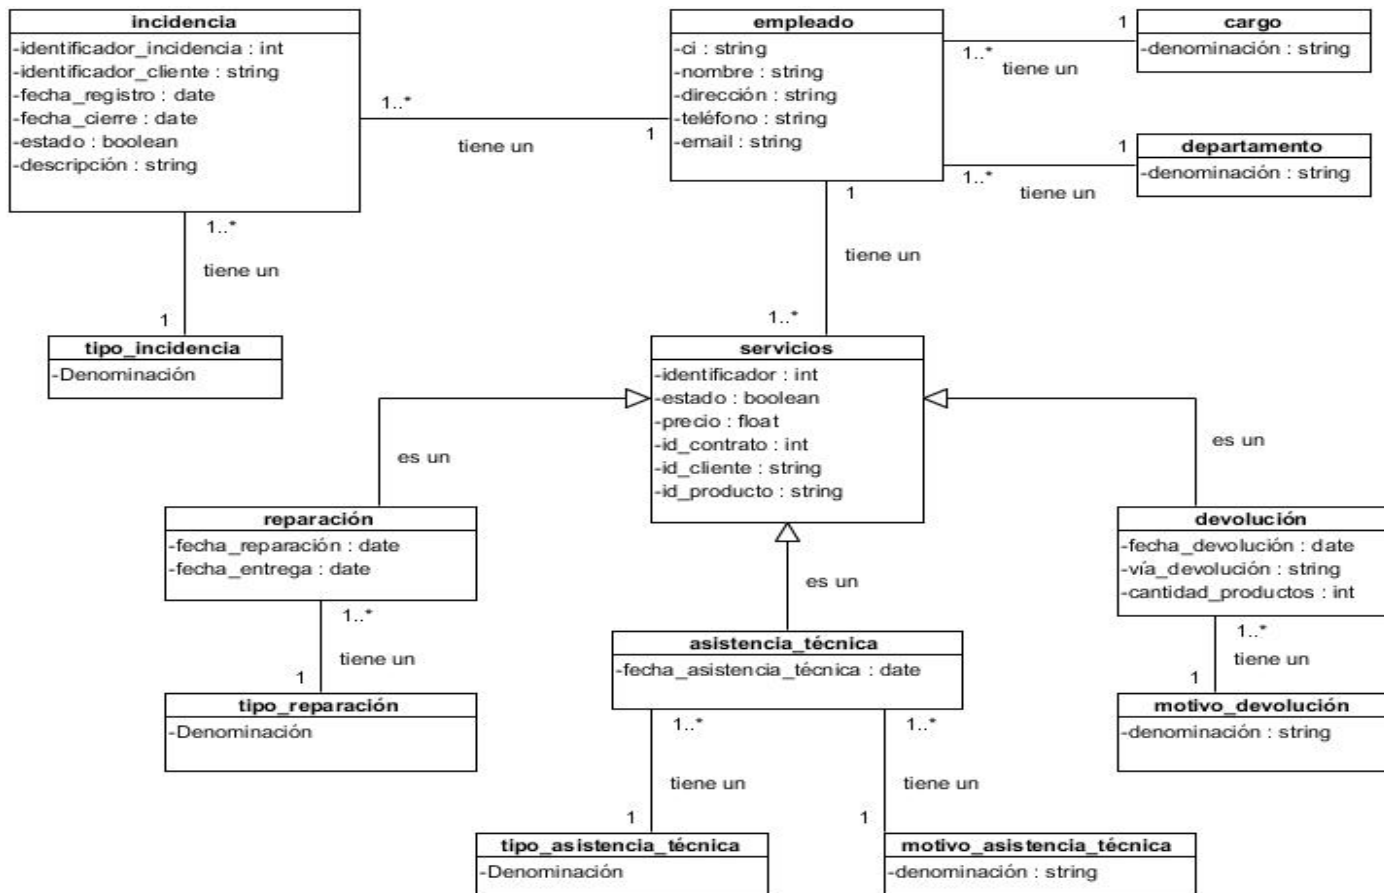 incidencia
-identificador_incidencia : int
-identificador_cliente : string
-fecha_registro : date
-fecha_cierre : date
-estado : boolean
-descripción : string
1..*
tiene un
1
empleado
-ci : string
-nombre : string
-dirección : string
-teléfono : string
-email : string
1
1..*
tiene un
cargo
-denominación : string
1
1..*
tiene un
departamento
-denominación : string
1..*
tiene un
1
tipo_incidencia
-Denominación
1
tiene un
1..*
servicios
-identificador : int
-estado : boolean
-precio : float
-id_contrato : int
-id_cliente : string
-id_producto : string
es un
es un
es un
reparación
-fecha_reparación : date
-fecha_entrega : date
1..*
tiene un
1
tipo_reparación
-Denominación
asistencia_técnica
-fecha_asistencia_técnica : date
1..*
tiene un
1
1..*
tiene un
1
tipo_asistencia_técnica
-Denominación
motivo_asistencia_técnica
-denominación : string
devolución
-fecha_devolución : date
-vía_devolución : string
-cantidad_productos : int
1..*
tiene un
1
motivo_devolución
-denominación : string